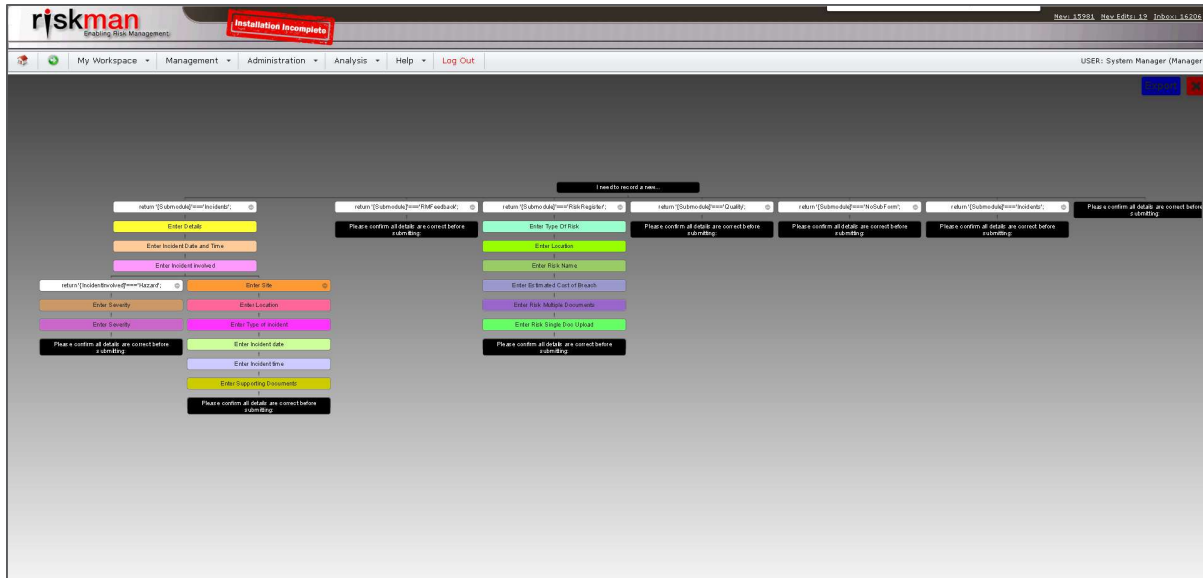 riskman
Enabling Risk Management
Installation Incomplete
New: 15981 New Edits: 19 Inbox: 16206
My Workspace Management Administration Analysis Help Log Out
USER: System Manager (Manager
I need to record a new...
return '[Submodule]'==='Incidents';
return '[Submodule]'==='RMFeedback';
return '[Submodule]'==='RiskRegister';
return '[Submodule]'==='Quality';
return '[Submodule]'==='NoSubForm';
return '[Submodule]'==='Incidents';
Please confirm all details are correct before
submitting:
Enter Details
Enter Incident Date and Time
Enter Incident involved
return '[IncidentInvolved]'==='Hazard';
Enter Severity
Enter Severity
Please confirm all details are correct before
submitting:
Enter Site
Enter Location
Enter Type of Incident
Enter Incident date
Enter Incident time
Enter Supporting Documents
Please confirm all details are correct before
submitting:
Please confirm all details are correct before
submitting:
Enter Type Of Risk
Enter Location
Enter Risk Name
Enter Estimated Cost of Breach
Enter Risk Multiple Documents
Enter Risk Single Doc Upload
Please confirm all details are correct before
submitting:
Please confirm all details are correct before
submitting:
Please confirm all details are correct before
submitting:
Please confirm all details are correct before
submitting: